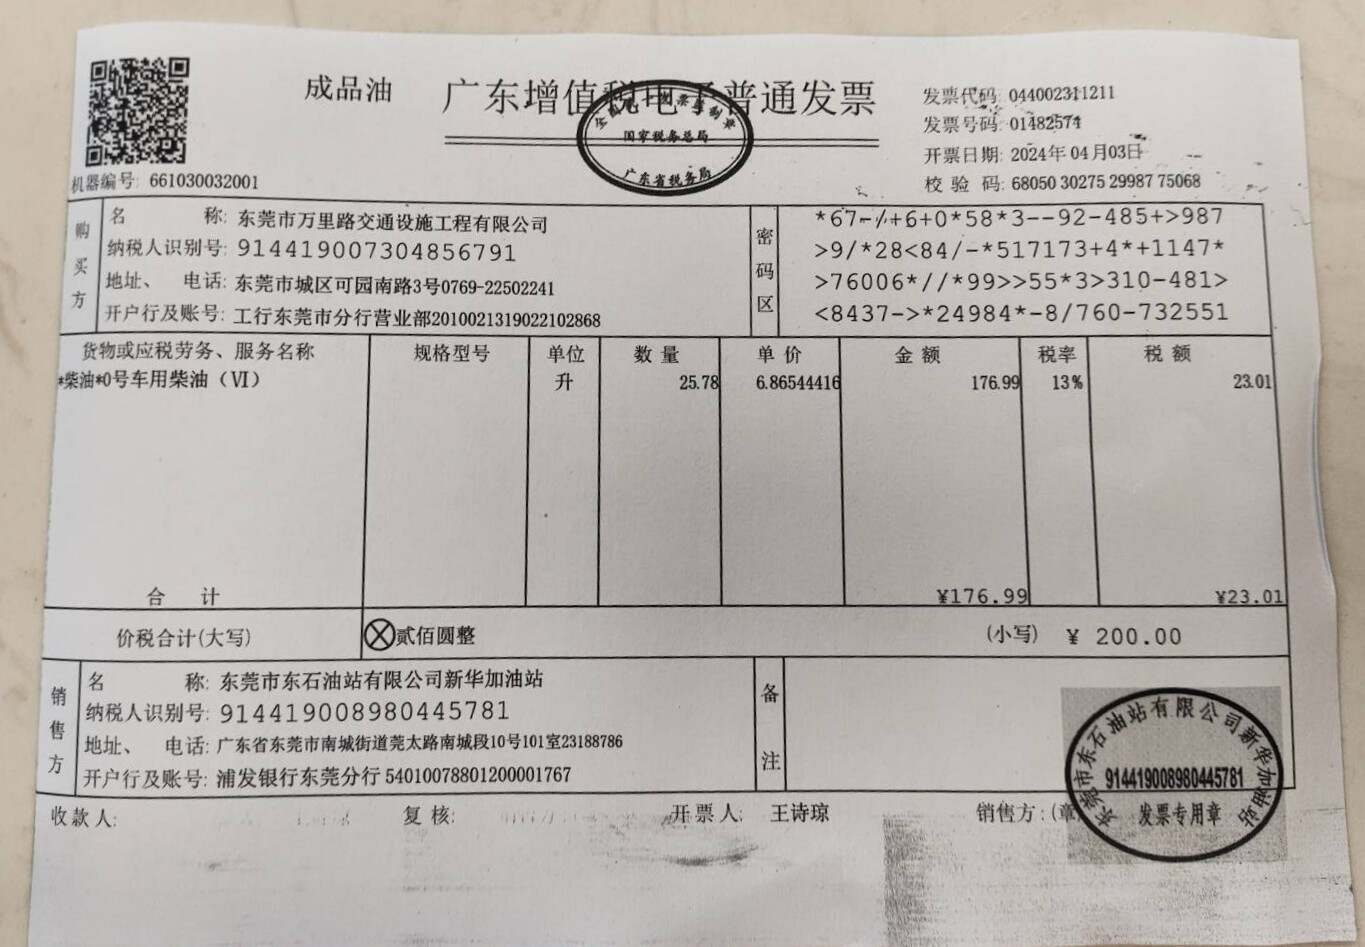 成品油
广东增值税电子普通发票
全国统一发票监制章
国家税务总局
广东省税务局
发票代码: 044002311211
发票号码: 01482574
开票日期: 2024年04月03日
校 验 码: 68050 30275 29987 75068
机器编号: 661030032001
购买方
名 称: 东莞市万里路交通设施工程有限公司
纳税人识别号: 914419007304856791
地址、 电话: 东莞市城区可园南路3号0769-22502241
开户行及账号: 工行东莞市分行营业部2010021319022102868
密码区
*67-/+6+0*58*3--92-485+>987
>9/*28<84/-*517173+4*+1147*
>76006*//*99>>55*3>310-481>
<8437->*24984*-8/760-732551
货物或应税劳务、服务名称 规格型号 单位 数 量 单 价 金 额 税率 税 额
*柴油*0号车用柴油（Ⅵ） 升 25.78 6.86544416 176.99 13% 23.01
合 计 ¥176.99 ¥23.01
价税合计(大写) ⊗贰佰圆整 (小写) ¥ 200.00
销售方
名 称: 东莞市东石油站有限公司新华加油站
纳税人识别号: 914419008980445781
地址、 电话: 广东省东莞市南城街道莞太路南城段10号101室23188786
开户行及账号: 浦发银行东莞分行 54010078801200001767
备注
收款人: 复 核: 开票人: 王诗琼 销售方: (章)
东莞市东石油站有限公司新华加油站
914419008980445781
发票专用章